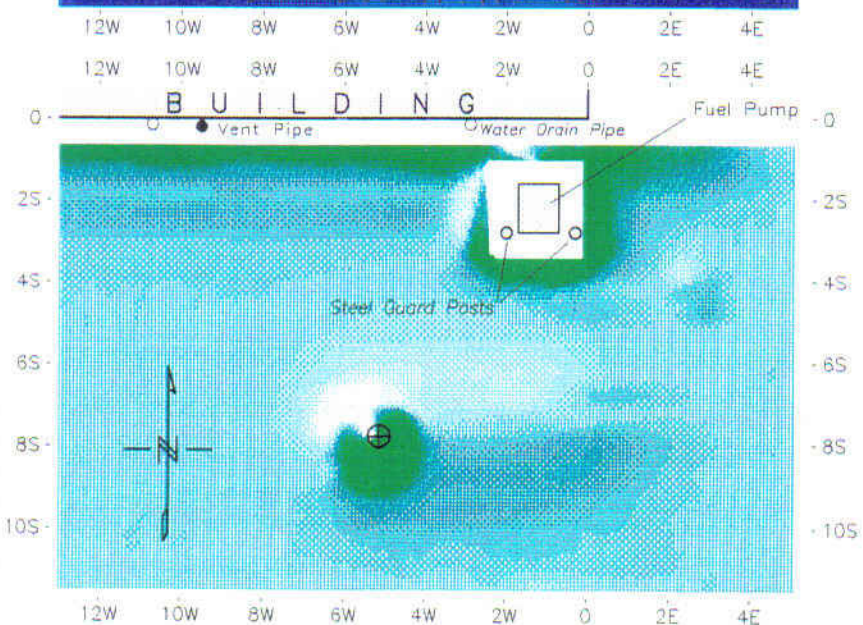 12W 10W 8W 6W 4W 2W 0 2E 4E
12W 10W 8W 6W 4W 2W 0 2E 4E
BUILDING
Fuel Pump
0 0
Vent Pipe Water Drain Pipe
2S 2S
4S 4S
Steel Guard Posts
6S 6S
N
8S 8S
10S 10S
12W 10W 8W 6W 4W 2W 0 2E 4E